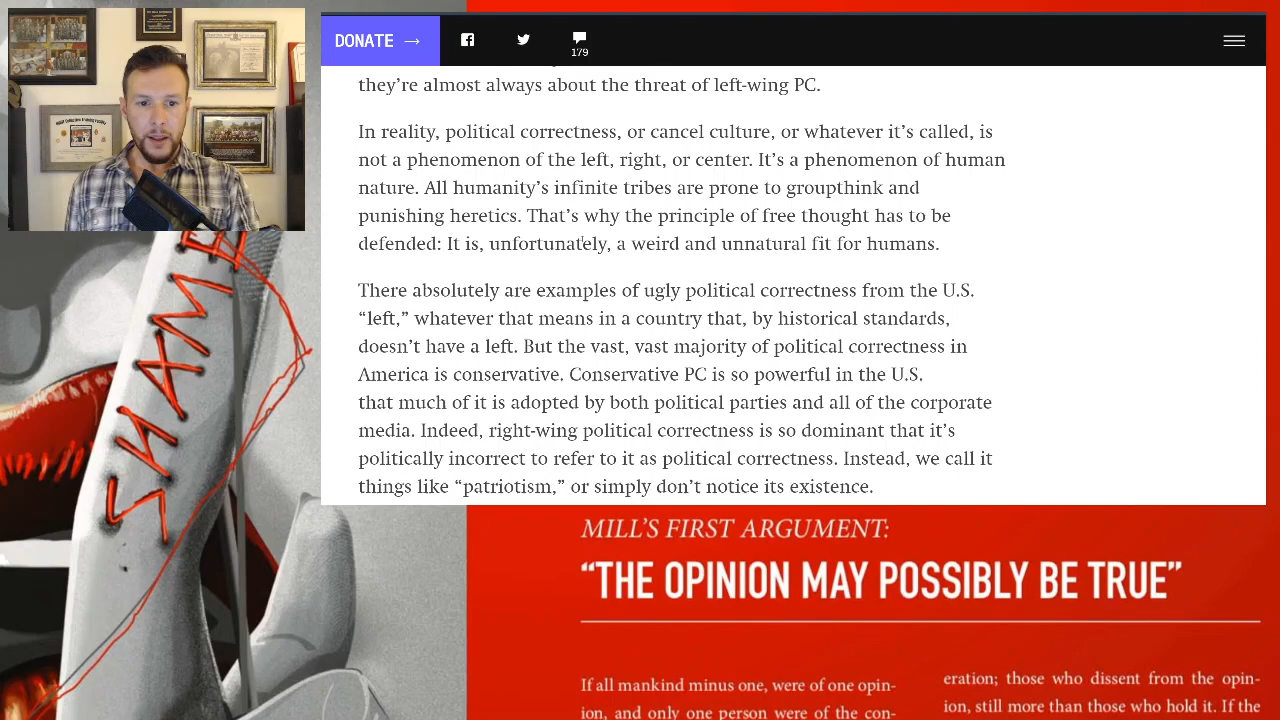 DONATE →
179
they're almost always about the threat of left-wing PC.
In reality, political correctness, or cancel culture, or whatever it's called, is
not a phenomenon of the left, right, or center. It's a phenomenon of human
nature. All humanity's infinite tribes are prone to groupthink and
punishing heretics. That's why the principle of free thought has to be
defended: It is, unfortunately, a weird and unnatural fit for humans.
There absolutely are examples of ugly political correctness from the U.S.
“left,” whatever that means in a country that, by historical standards,
doesn't have a left. But the vast, vast majority of political correctness in
America is conservative. Conservative PC is so powerful in the U.S.
that much of it is adopted by both political parties and all of the corporate
media. Indeed, right-wing political correctness is so dominant that it's
politically incorrect to refer to it as political correctness. Instead, we call it
things like “patriotism,” or simply don't notice its existence.
MILL'S FIRST ARGUMENT:
“THE OPINION MAY POSSIBLY BE TRUE”
If all mankind minus one, were of one opin-
ion, and only one person were of the con-
eration; those who dissent from the opin-
ion, still more than those who hold it. If the